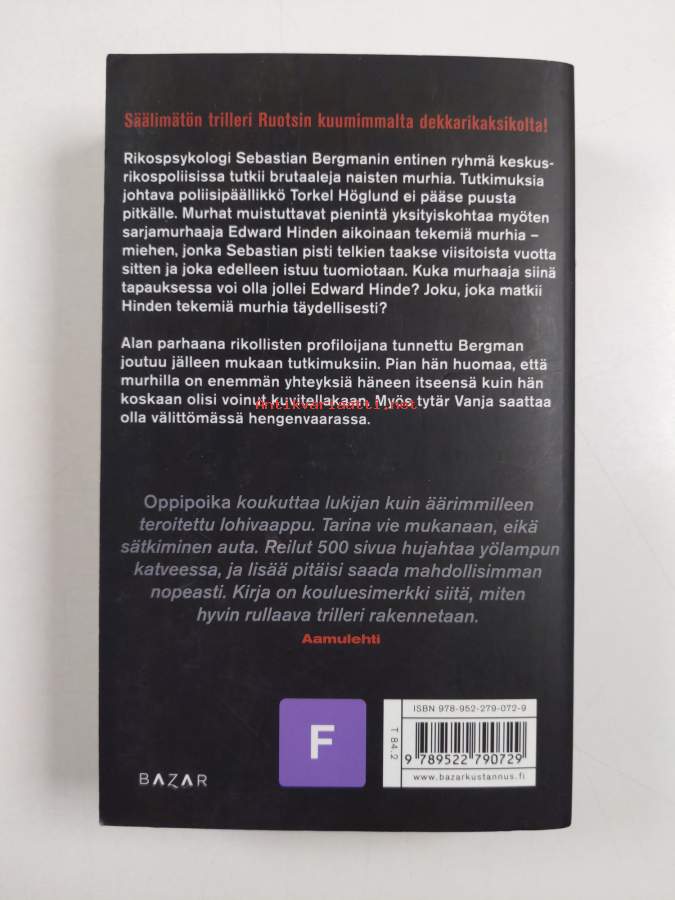 Säälimätön trilleri Ruotsin kuumimmalta dekkarikaksikolta!
Rikospsykologi Sebastian Bergmanin entinen ryhmä keskus-
rikospoliisissa tutkii brutaaleja naisten murhia. Tutkimuksia
johtava poliisipäällikkö Torkel Höglund ei pääse puusta
pitkälle. Murhat muistuttavat pienintä yksityiskohtaa myöten
sarjamurhaaja Edward Hinden aikoinaan tekemiä murhia –
miehen, jonka Sebastian pisti telkien taakse viisitoista vuotta
sitten ja joka edelleen istuu tuomiotaan. Kuka murhaaja siinä
tapauksessa voi olla jollei Edward Hinde? Joku, joka matkii
Hinden tekemiä murhia täydellisesti?
Alan parhaana rikollisten profiloijana tunnettu Bergman
joutuu jälleen mukaan tutkimuksiin. Pian hän huomaa, että
murhilla on enemmän yhteyksiä häneen itseensä kuin hän
koskaan olisi voinut kuvitellakaan. Myös tytär Vanja saattaa
Antikvariaatti.net
olla välittömässä hengenvaarassa.
Oppipoika koukuttaa lukijan kuin äärimmilleen
teroitettu lohivaappu. Tarina vie mukanaan, eikä
sätkiminen auta. Reilut 500 sivua hujahtaa yölampun
katveessa, ja lisää pitäisi saada mahdollisimman
nopeasti. Kirja on kouluesimerkki siitä, miten
hyvin rullaava trilleri rakennetaan.
Aamulehti
BAZAR
F
T 84.2
ISBN 978-952-279-072-9
9 789522 790729
www.bazarkustannus.fi